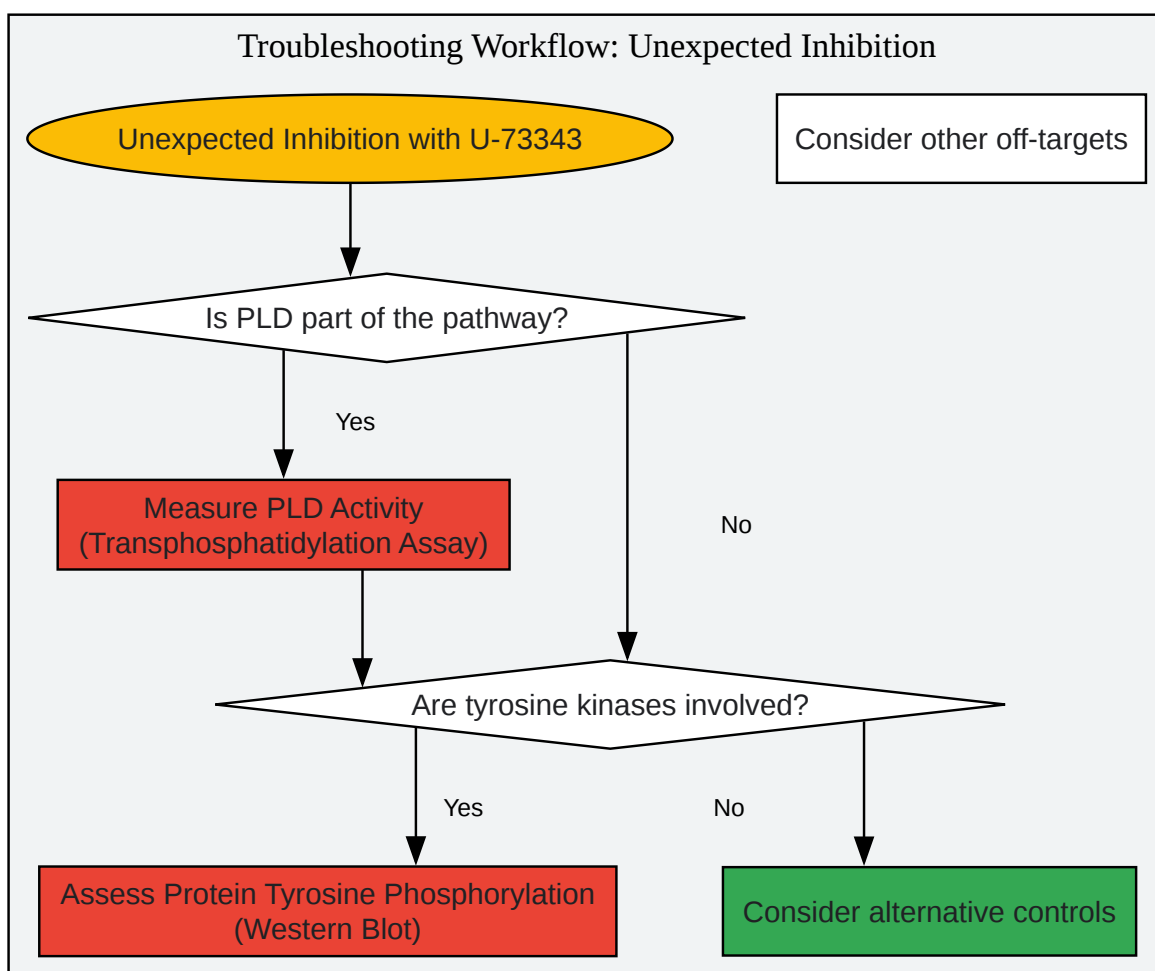 Troubleshooting Workflow: Unexpected Inhibition
Unexpected Inhibition with U-73343
Consider other off-targets
Is PLD part of the pathway?
Yes
Measure PLD Activity
(Transphosphatidylation Assay)
No
Are tyrosine kinases involved?
Yes
No
Assess Protein Tyrosine Phosphorylation
(Western Blot)
Consider alternative controls